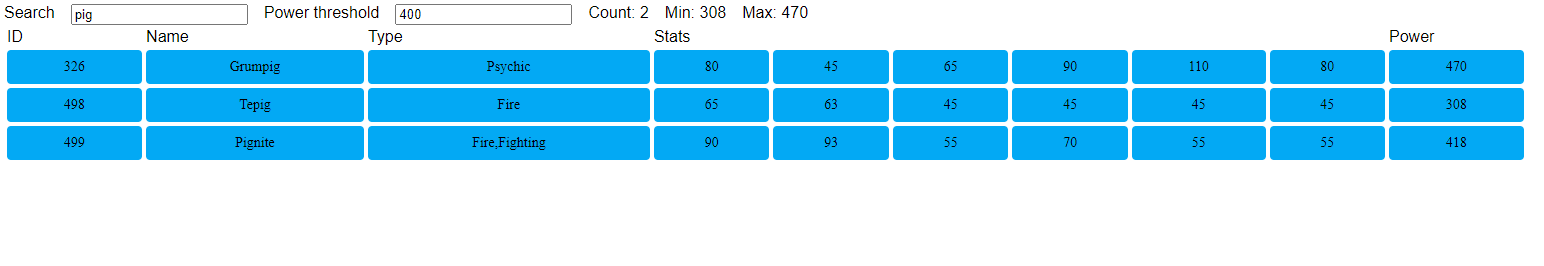 Search pig Power threshold 400 Count: 2 Min: 308 Max: 470
ID Name Type Stats Power
326 Grumpig Psychic 80 45 65 90 110 80 470
498 Tepig Fire 65 63 45 45 45 45 308
499 Pignite Fire,Fighting 90 93 55 70 55 55 418